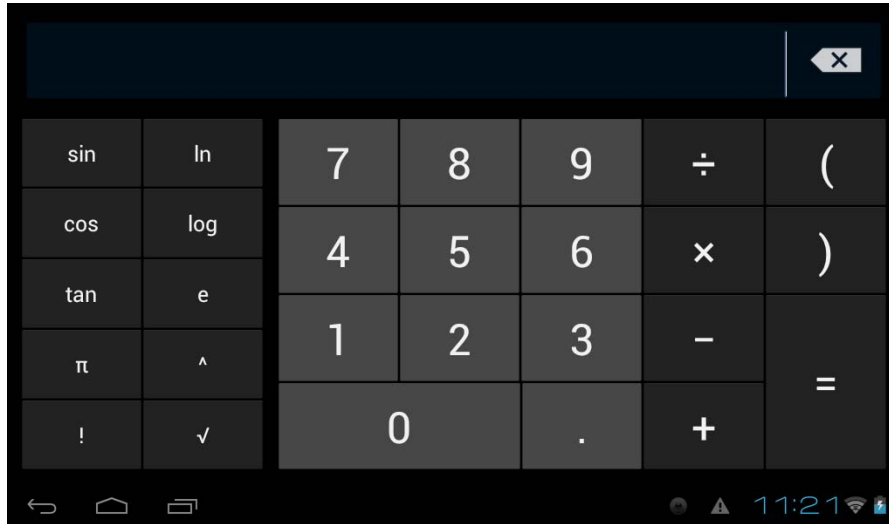 sin ln 7 8 9 ÷ (
cos log 4 5 6 × )
tan e 1 2 3 −
π ^ =
! √ 0 . +
11:21